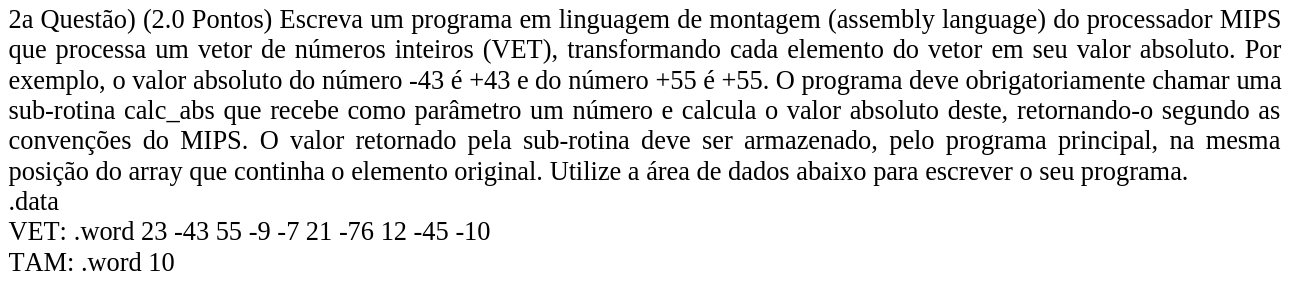 2a Questão) (2.0 Pontos) Escreva um programa em linguagem de montagem (assembly language) do processador MIPS
que processa um vetor de números inteiros (VET), transformando cada elemento do vetor em seu valor absoluto. Por
exemplo, o valor absoluto do número -43 é +43 e do número +55 é +55. O programa deve obrigatoriamente chamar uma
sub-rotina calc_abs que recebe como parâmetro um número e calcula o valor absoluto deste, retornando-o segundo as
convenções do MIPS. O valor retornado pela sub-rotina deve ser armazenado, pelo programa principal, na mesma
posição do array que continha o elemento original. Utilize a área de dados abaixo para escrever o seu programa.
.data
VET: .word 23 -43 55 -9 -7 21 -76 12 -45 -10
TAM: .word 10